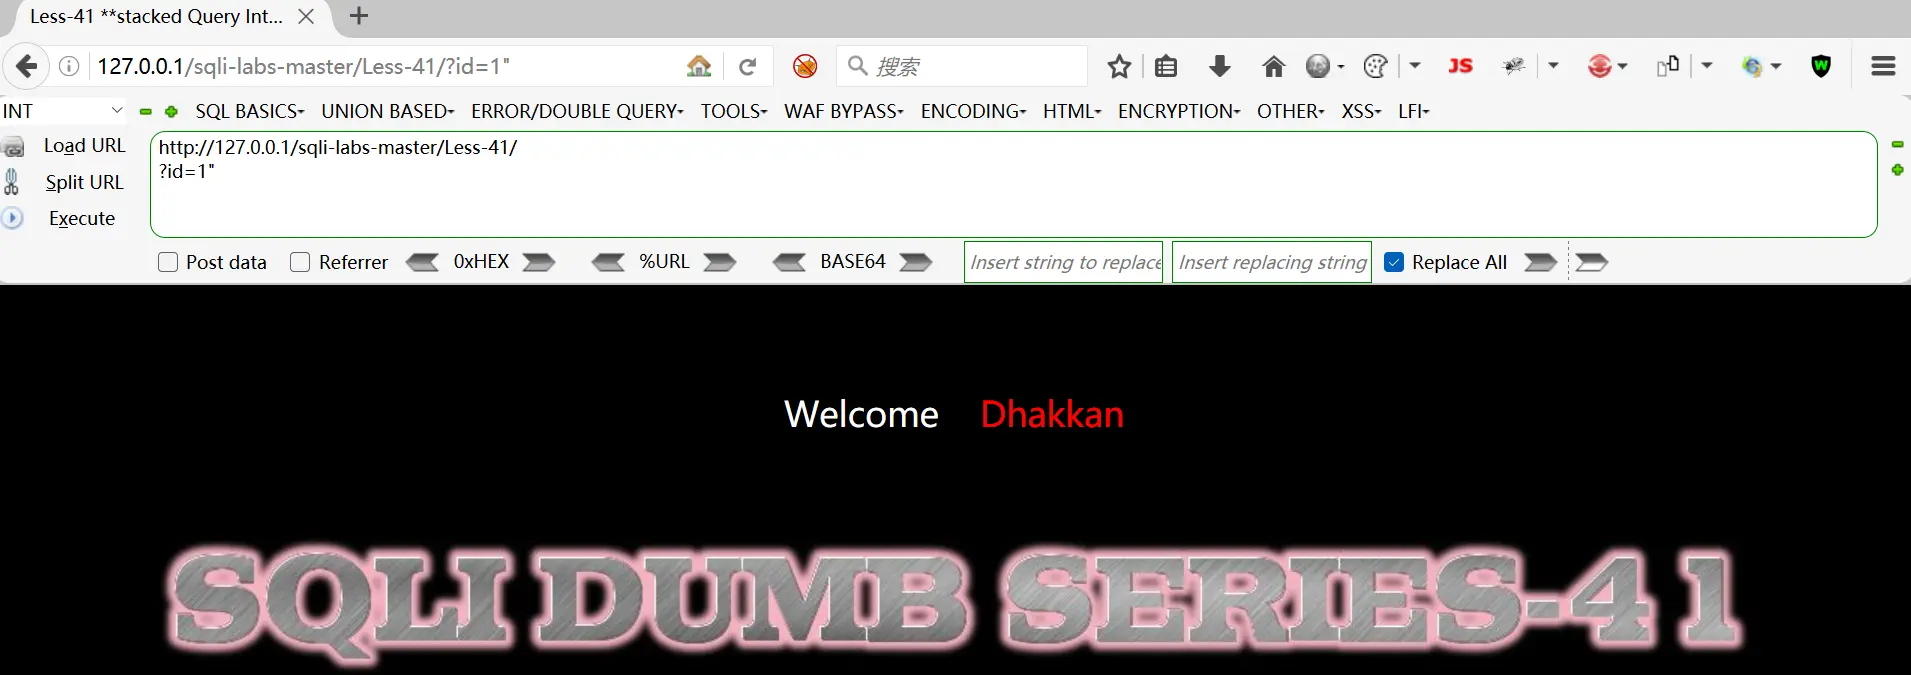 Less-41 **stacked Query Int...
127.0.0.1/sqli-labs-master/Less-41/?id=1"
搜索
JS
W
INT
SQL BASICS
UNION BASED
ERROR/DOUBLE QUERY
TOOLS
WAF BYPASS
ENCODING
HTML
ENCRYPTION
OTHER
XSS
LFI
Load URL
Split URL
Execute
http://127.0.0.1/sqli-labs-master/Less-41/
?id=1"
Post data
Referrer
0xHEX
%URL
BASE64
Insert string to replace
Insert replacing string
Replace All
Welcome Dhakkan
SQLI DUMB SERIES-41